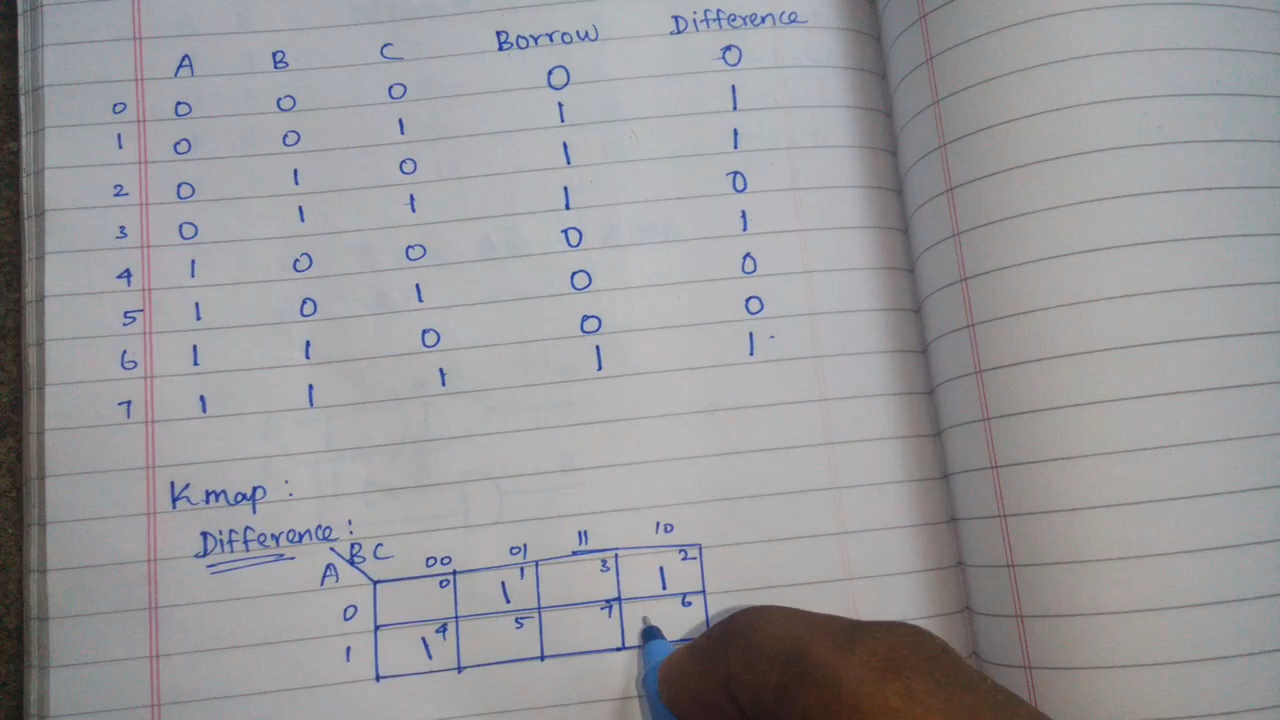 A B C Borrow Difference
0 0 0 0 0 0
1 0 0 1 1 1
2 0 1 0 1 1
3 0 1 1 1 0
4 1 0 0 0 1
5 1 0 1 0 0
6 1 1 0 0 0
7 1 1 1 1 1
Kmap :
Difference :
A BC 00 01 11 10
0 0 1 1 3 1 2
1 1 4 5 7 6